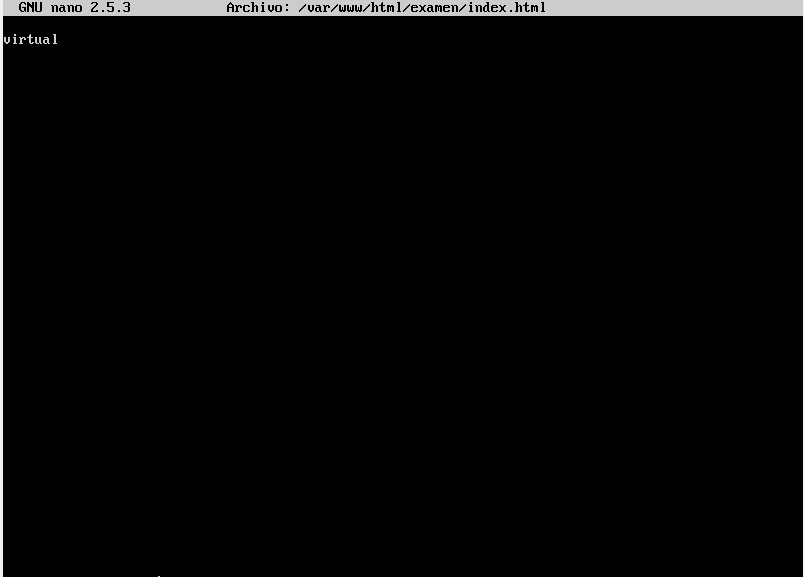 GNU nano 2.5.3 Archivo: /var/www/html/examen/index.html
virtual